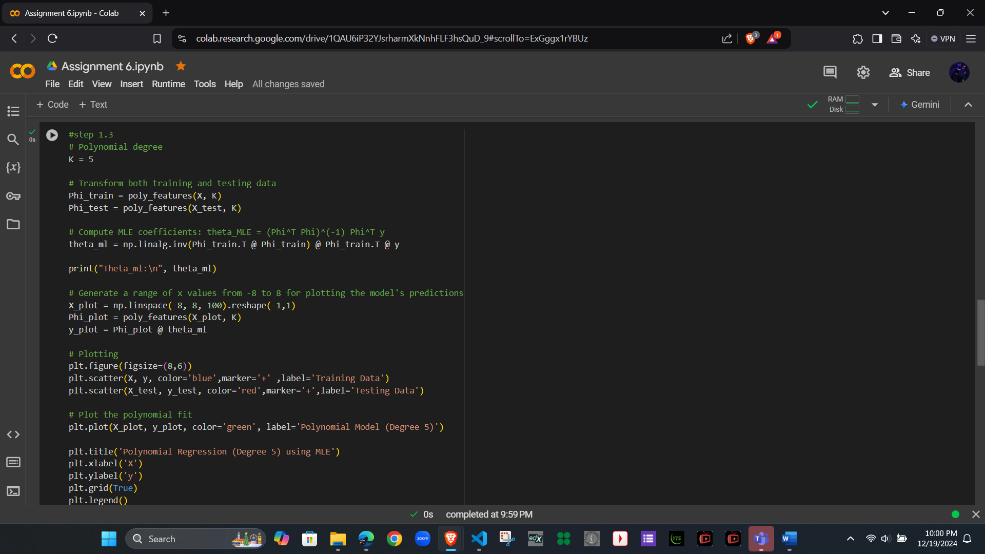 Assignment 6.ipynb - Colab
colab.research.google.com/drive/1QAU6iP32YJsrharmXkNnhFLF3hsQuD_9#scrollTo=ExGggx1rYBUz
VPN
Assignment 6.ipynb
File Edit View Insert Runtime Tools Help All changes saved
Share
+ Code + Text
RAM
Disk
Gemini
0s
#step 1.3
# Polynomial degree
K = 5
# Transform both training and testing data
Phi_train = poly_features(X, K)
Phi_test = poly_features(X_test, K)
# Compute MLE coefficients: theta_MLE = (Phi^T Phi)^(-1) Phi^T y
theta_ml = np.linalg.inv(Phi_train.T @ Phi_train) @ Phi_train.T @ y
print("Theta_ml:\n", theta_ml)
# Generate a range of x values from -8 to 8 for plotting the model's predictions
X_plot = np.linspace(-8, 8, 100).reshape(-1,1)
Phi_plot = poly_features(X_plot, K)
y_plot = Phi_plot @ theta_ml
# Plotting
plt.figure(figsize=(8,6))
plt.scatter(X, y, color='blue',marker='+' ,label='Training Data')
plt.scatter(X_test, y_test, color='red',marker='+',label='Testing Data')
# Plot the polynomial fit
plt.plot(X_plot, y_plot, color='green', label='Polynomial Model (Degree 5)')
plt.title('Polynomial Regression (Degree 5) using MLE')
plt.xlabel('X')
plt.ylabel('y')
plt.grid(True)
plt.legend()
0s completed at 9:59 PM
Search
zoom
edX
10:00 PM
12/19/2024